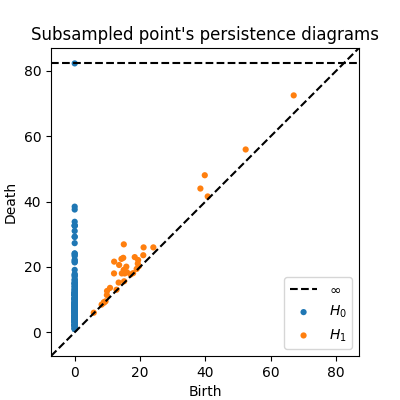 Subsampled point's persistence diagrams
80
60
40
20
0
Death
0 20 40 60 80
Birth
∞
H₀
H₁